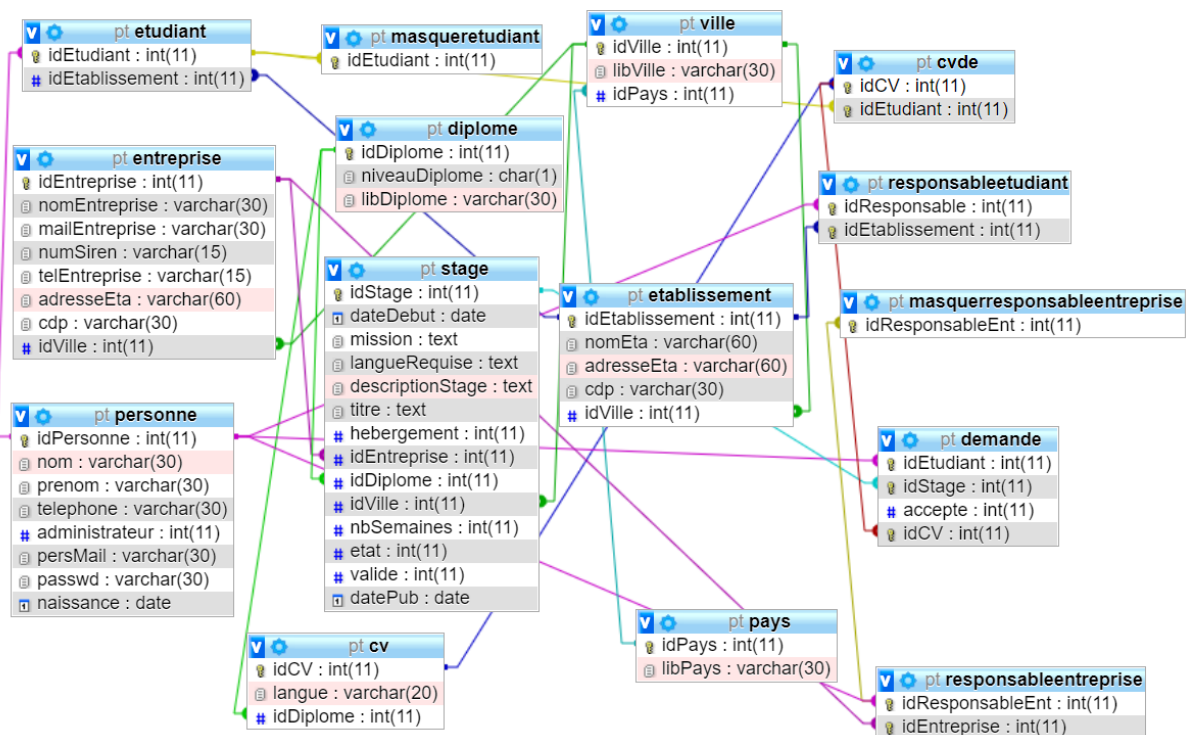 pt etudiant
idEtudiant : int(11)
idEtablissement : int(11)
pt masqueretudiant
idEtudiant : int(11)
pt ville
idVille : int(11)
libVille : varchar(30)
idPays : int(11)
pt cvde
idCV : int(11)
idEtudiant : int(11)
pt diplome
idDiplome : int(11)
niveauDiplome : char(1)
libDiplome : varchar(30)
pt entreprise
idEntreprise : int(11)
nomEntreprise : varchar(30)
mailEntreprise : varchar(30)
numSiren : varchar(15)
telEntreprise : varchar(15)
adresseEta : varchar(60)
cdp : varchar(30)
idVille : int(11)
pt responsableetudiant
idResponsable : int(11)
idEtablissement : int(11)
pt stage
idStage : int(11)
dateDebut : date
mission : text
langueRequise : text
descriptionStage : text
titre : text
hebergement : int(11)
idEntreprise : int(11)
idDiplome : int(11)
idVille : int(11)
nbSemaines : int(11)
etat : int(11)
valide : int(11)
datePub : date
pt etablissement
idEtablissement : int(11)
nomEta : varchar(60)
adresseEta : varchar(60)
cdp : varchar(30)
idVille : int(11)
pt masquerresponsableentreprise
idResponsableEnt : int(11)
pt personne
idPersonne : int(11)
nom : varchar(30)
prenom : varchar(30)
telephone : varchar(30)
administrateur : int(11)
persMail : varchar(30)
passwd : varchar(30)
naissance : date
pt demande
idEtudiant : int(11)
idStage : int(11)
accepte : int(11)
idCV : int(11)
pt cv
idCV : int(11)
langue : varchar(20)
idDiplome : int(11)
pt pays
idPays : int(11)
libPays : varchar(30)
pt responsableentreprise
idResponsableEnt : int(11)
idEntreprise : int(11)